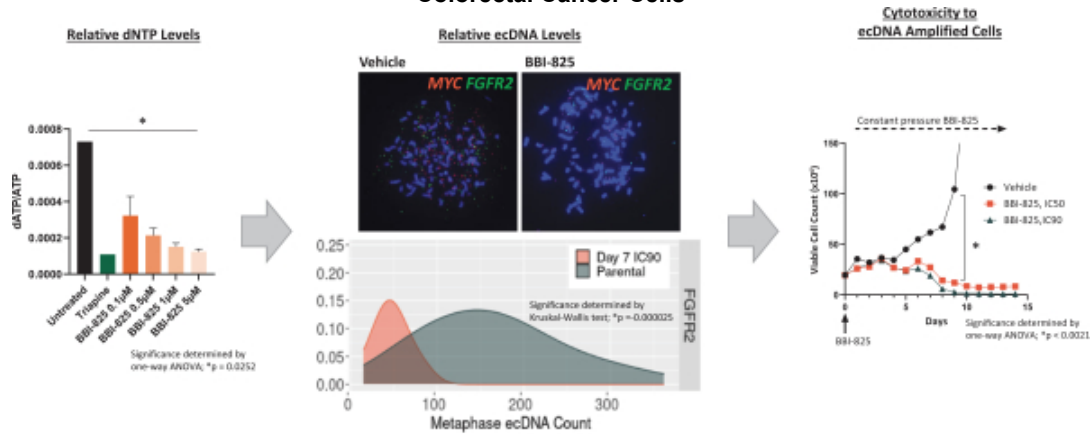 Colorectal Cancer Cells
Relative dNTP Levels
*
0.0008
0.0006
0.0004
0.0002
0.0000
dATP/ATP
Untreated
Triapine
BBI-825 0.1µM
BBI-825 0.5µM
BBI-825 1µM
BBI-825 5µM
Significance determined by
one-way ANOVA; *p = 0.0252
Relative ecDNA Levels
Vehicle
BBI-825
MYC FGFR2
MYC FGFR2
0.25
0.20
0.15
0.10
0.05
0.00
Day 7 IC90
Parental
Significance determined by
Kruskal-Wallis test; *p =-0.000025
FGFR2
0
100
200
300
Metaphase ecDNA Count
Cytotoxicity to
ecDNA Amplified Cells
Constant pressure BBI-825
150
100
50
0
Viable Cell Count (x10⁶)
Vehicle
BBI-825, IC50
BBI-825, IC90
*
0
5
10
15
Days
BBI-825
Significance determined by
one-way ANOVA; *p < 0.0021